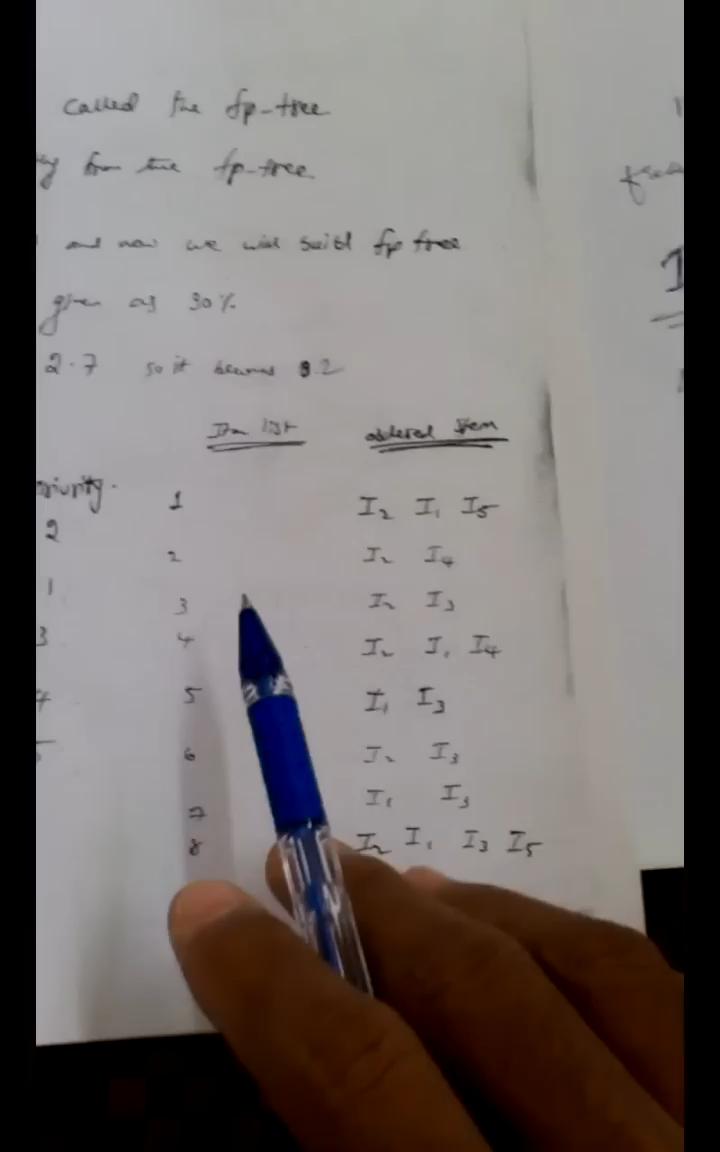 called the fp-tree
from the fp-tree
and now we will build fp tree
given as 30%
2.7 so it becomes 2
Item list ordered Item
priority.
1 I2 I1 I5
2
2 I2 I4
1
3 I2 I3
3
4 I2 I1 I4
5 I1 I3
4
6 I2 I3
5
7 I1 I3
8 I2 I1 I3 I5